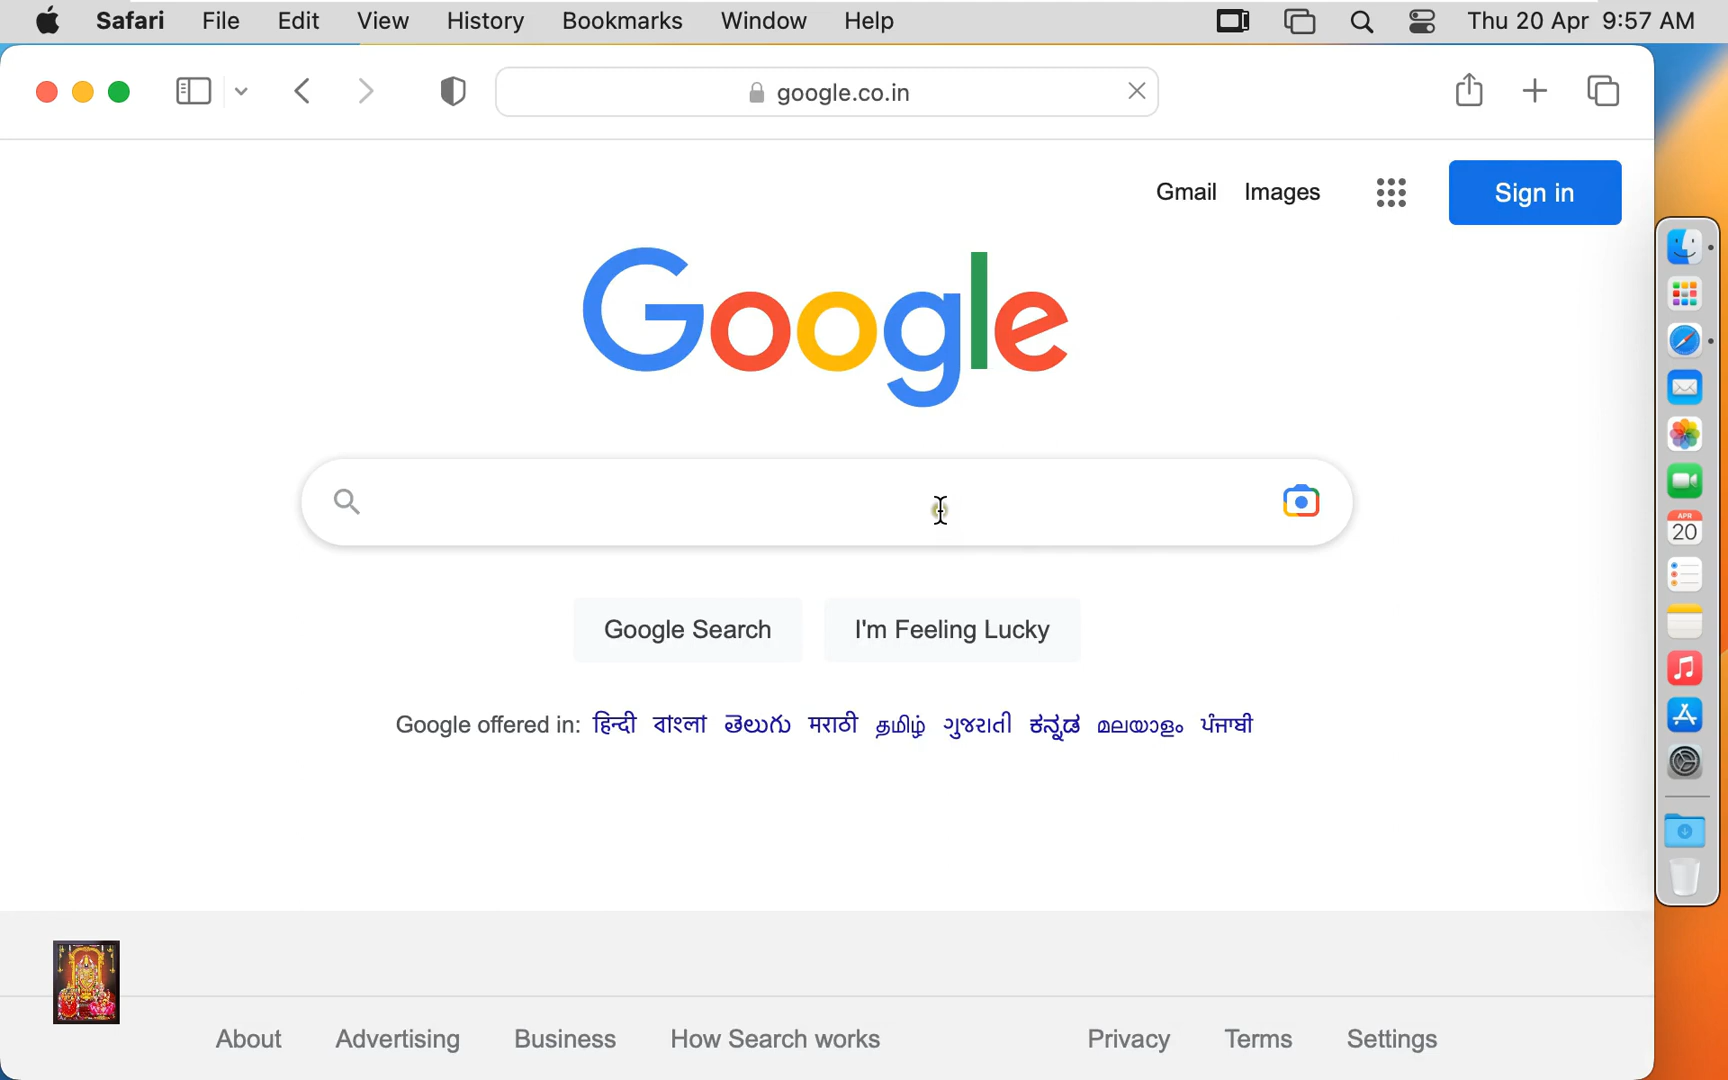 Safari File Edit View History Bookmarks Window Help Thu 20 Apr 9:57 AM
google.co.in
Gmail Images Sign in
Google
Google Search I'm Feeling Lucky
Google offered in: हिन्दी বাংলা తెలుగు मराठी தமிழ் ગુજરાતી ಕನ್ನಡ മലയാളം ਪੰਜਾਬੀ
APR
20
About Advertising Business How Search works Privacy Terms Settings